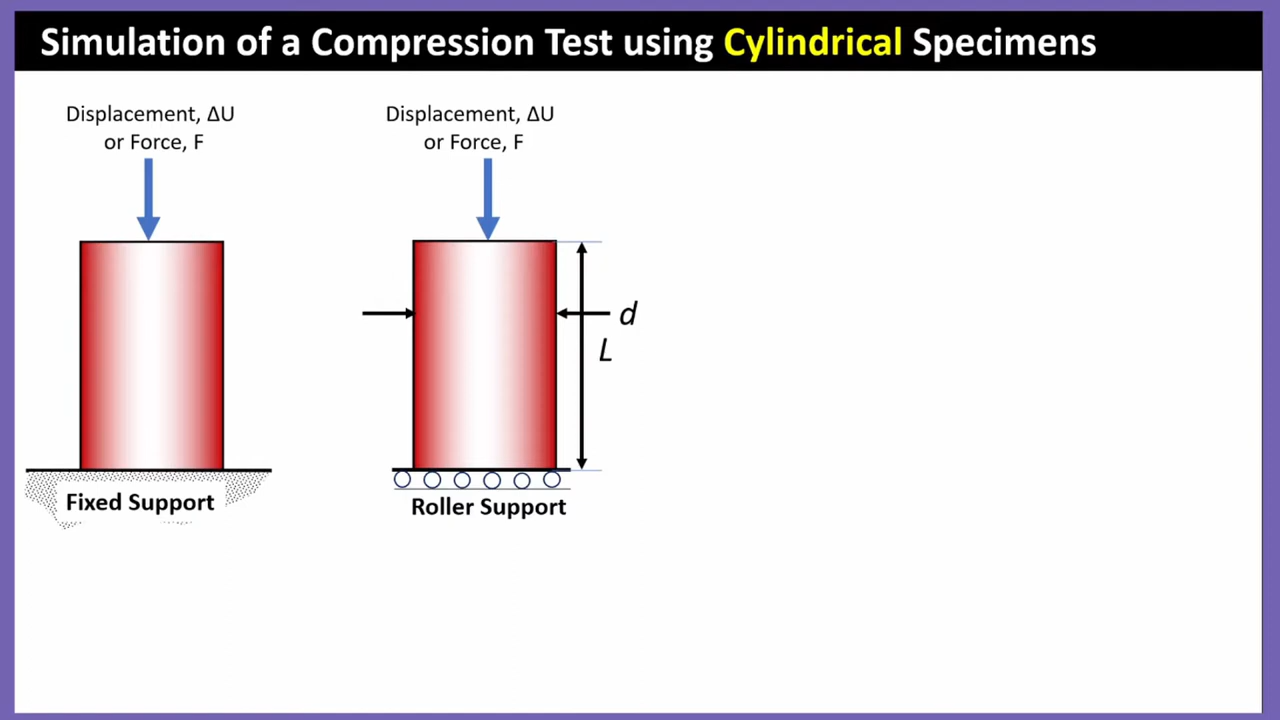 Simulation of a Compression Test using Cylindrical Specimens
Displacement, ΔU
or Force, F
Fixed Support
Displacement, ΔU
or Force, F
d
L
Roller Support